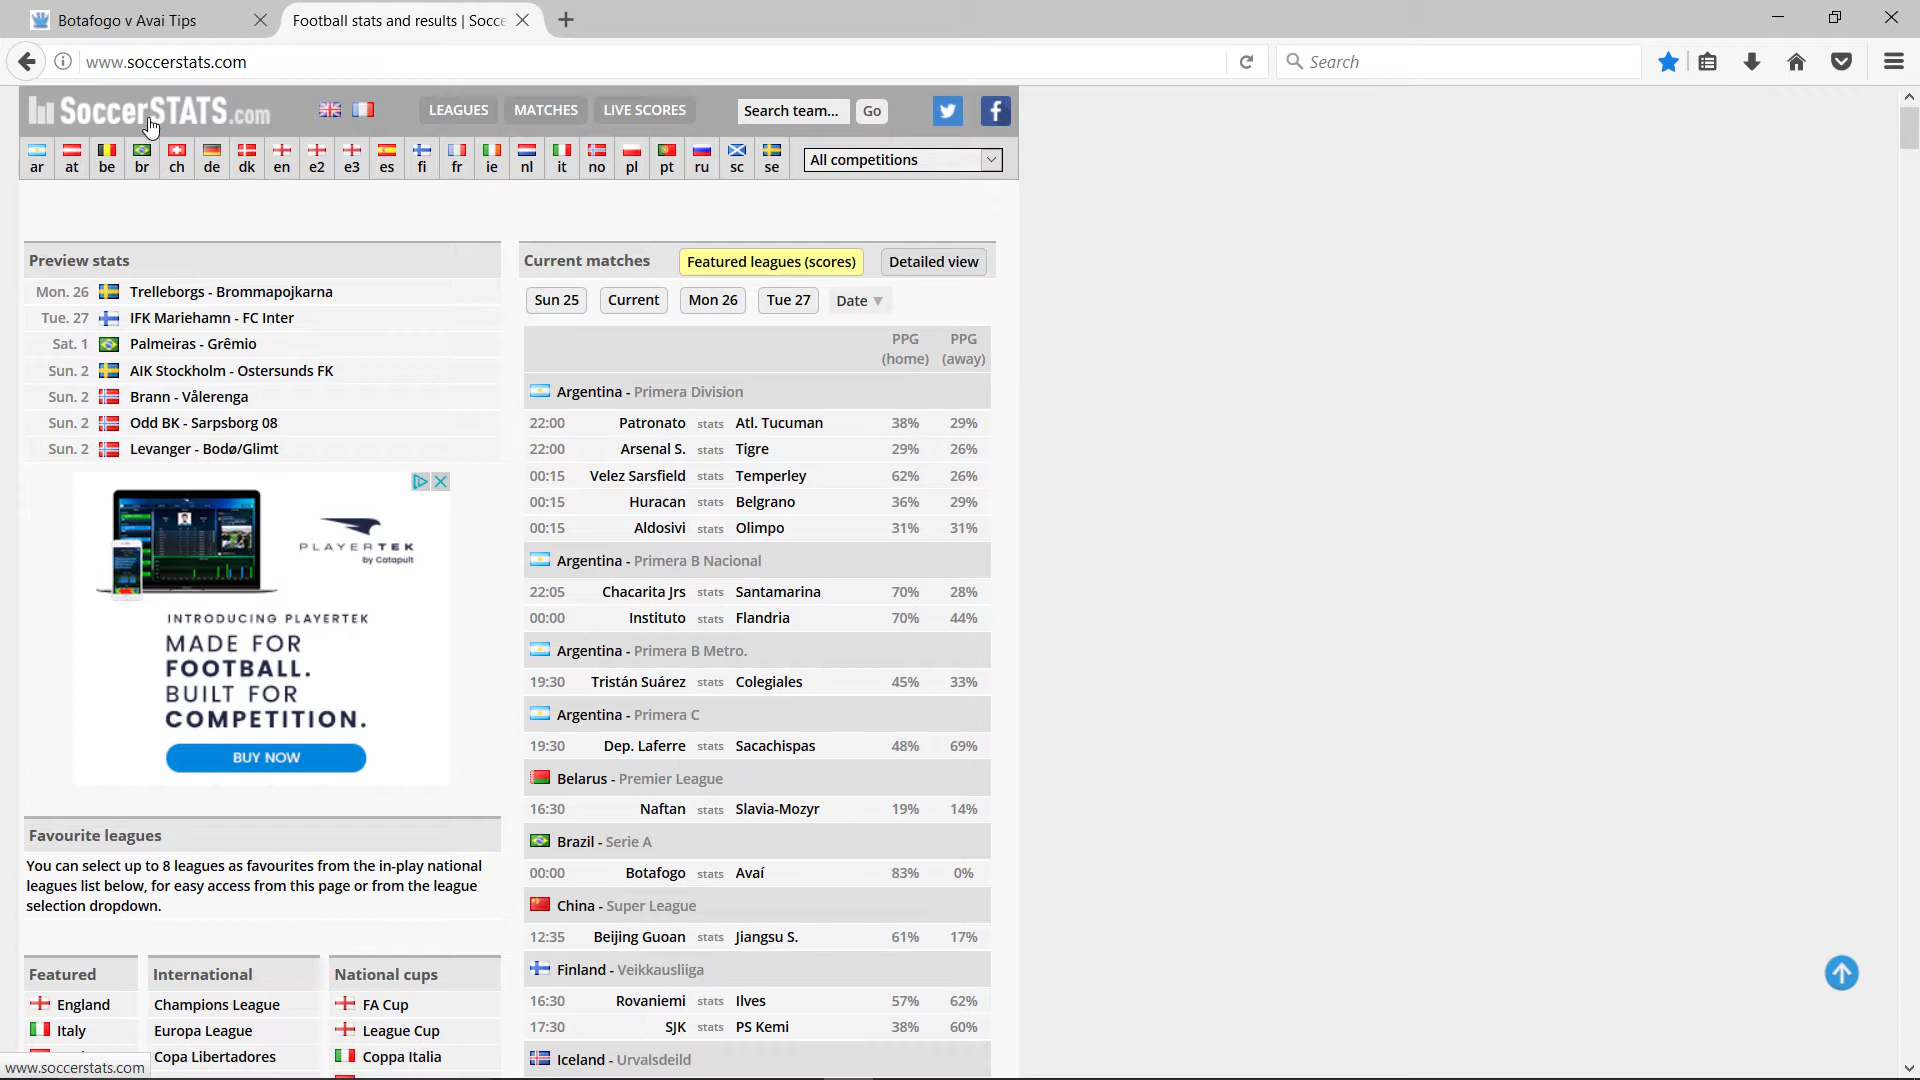 Botafogo v Avai Tips
Football stats and results | Socce
www.soccerstats.com
Search
SoccerSTATS.com
LEAGUES
MATCHES
LIVE SCORES
Search team...
Go
ar at be br ch de dk en e2 e3 es fi fr ie nl it no pl pt ru sc se
All competitions
Preview stats
Mon. 26 Trelleborgs - Brommapojkarna
Tue. 27 IFK Mariehamn - FC Inter
Sat. 1 Palmeiras - Grêmio
Sun. 2 AIK Stockholm - Ostersunds FK
Sun. 2 Brann - Vålerenga
Sun. 2 Odd BK - Sarpsborg 08
Sun. 2 Levanger - Bodø/Glimt
PLAYERTEK
by Catapult
INTRODUCING PLAYERTEK
MADE FOR
FOOTBALL.
BUILT FOR
COMPETITION.
BUY NOW
Favourite leagues
You can select up to 8 leagues as favourites from the in-play national
leagues list below, for easy access from this page or from the league
selection dropdown.
Featured
England
Italy
International
Champions League
Europa League
Copa Libertadores
National cups
FA Cup
League Cup
Coppa Italia
Current matches
Featured leagues (scores)
Detailed view
Sun 25 Current Mon 26 Tue 27 Date ▼
PPG PPG
(home) (away)
Argentina - Primera Division
22:00 Patronato stats Atl. Tucuman 38% 29%
22:00 Arsenal S. stats Tigre 29% 26%
00:15 Velez Sarsfield stats Temperley 62% 26%
00:15 Huracan stats Belgrano 36% 29%
00:15 Aldosivi stats Olimpo 31% 31%
Argentina - Primera B Nacional
22:05 Chacarita Jrs stats Santamarina 70% 28%
00:00 Instituto stats Flandria 70% 44%
Argentina - Primera B Metro.
19:30 Tristán Suárez stats Colegiales 45% 33%
Argentina - Primera C
19:30 Dep. Laferre stats Sacachispas 48% 69%
Belarus - Premier League
16:30 Naftan stats Slavia-Mozyr 19% 14%
Brazil - Serie A
00:00 Botafogo stats Avaí 83% 0%
China - Super League
12:35 Beijing Guoan stats Jiangsu S. 61% 17%
Finland - Veikkausliiga
16:30 Rovaniemi stats Ilves 57% 62%
17:30 SJK stats PS Kemi 38% 60%
Iceland - Urvalsdeild
www.soccerstats.com